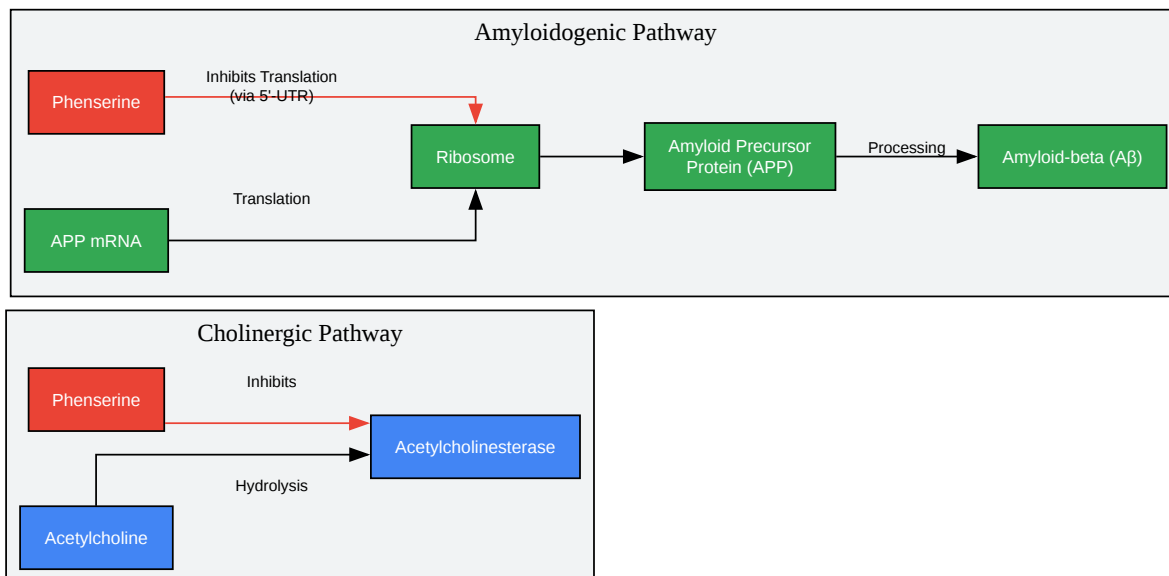 Amyloidogenic Pathway
Phenserine
Inhibits Translation
(via 5'-UTR)
Ribosome
Amyloid Precursor
Protein (APP)
Processing
Amyloid-beta (Aβ)
Translation
APP mRNA
Cholinergic Pathway
Phenserine
Inhibits
Acetylcholinesterase
Hydrolysis
Acetylcholine